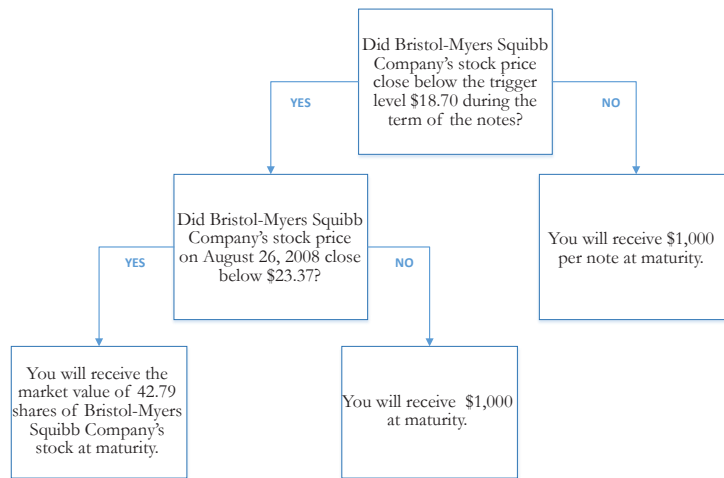 Did Bristol-Myers Squibb
Company's stock price
close below the trigger
level $18.70 during the
term of the notes?
YES
NO
Did Bristol-Myers Squibb
Company's stock price
on August 26, 2008 close
below $23.37?
You will receive $1,000
per note at maturity.
YES
NO
You will receive the
market value of 42.79
shares of Bristol-Myers
Squibb Company's
stock at maturity.
You will receive $1,000
at maturity.